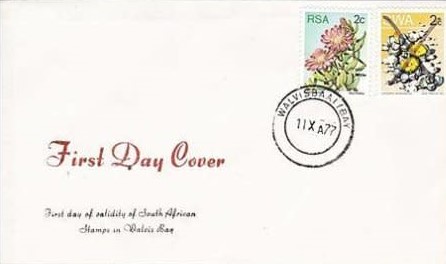 RSA 2c
SWA 2c
WALVISBAAI/BAY
11 X A77
First Day Cover
First day of validity of South African
Stamps in Walvis Bay